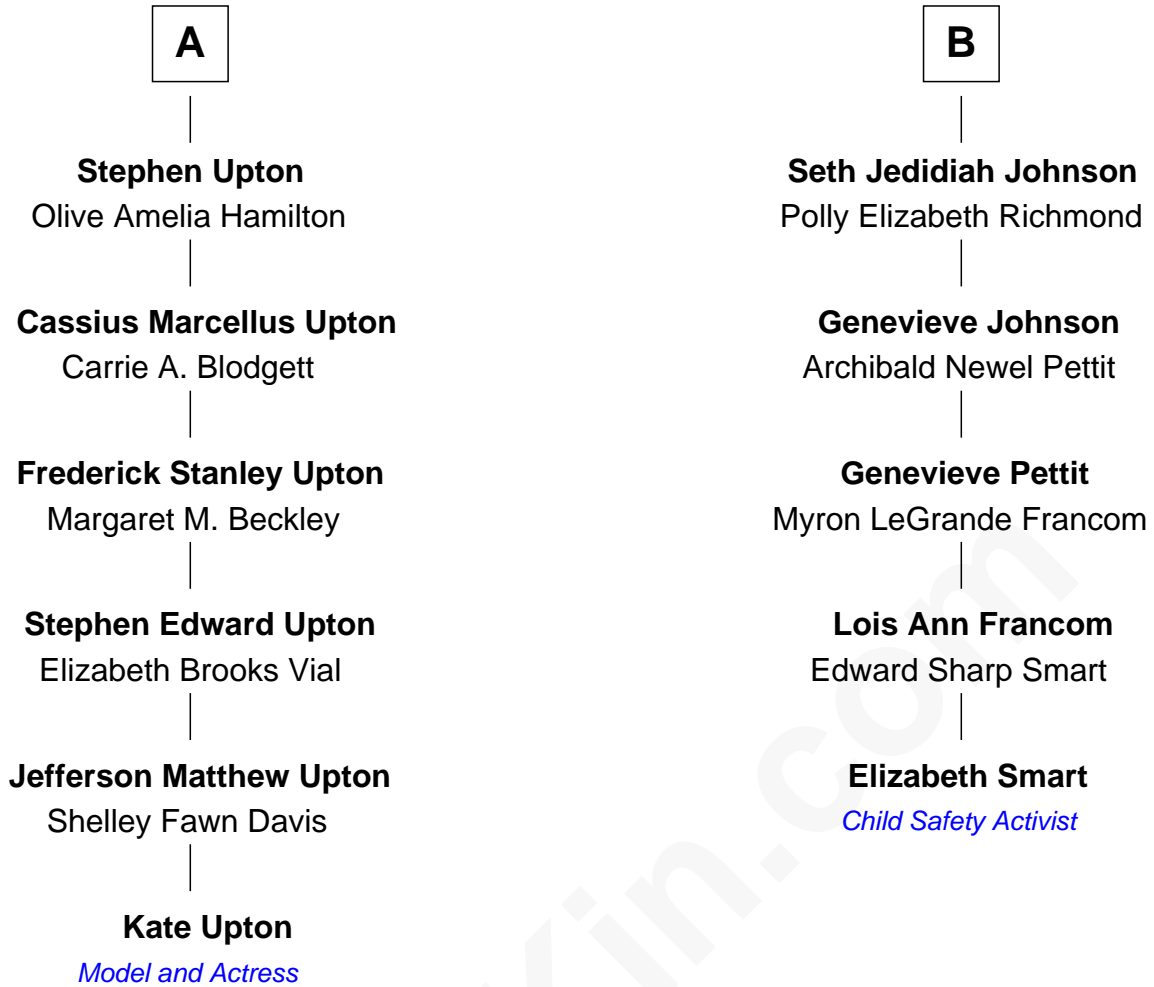 A
Stephen Upton
Olive Amelia Hamilton
Cassius Marcellus Upton
Carrie A. Blodgett
Frederick Stanley Upton
Margaret M. Beckley
Stephen Edward Upton
Elizabeth Brooks Vial
Jefferson Matthew Upton
Shelley Fawn Davis
Kate Upton
Model and Actress
B
Seth Jedidiah Johnson
Polly Elizabeth Richmond
Genevieve Johnson
Archibald Newel Pettit
Genevieve Pettit
Myron LeGrande Francom
Lois Ann Francom
Edward Sharp Smart
Elizabeth Smart
Child Safety Activist
Kin.com